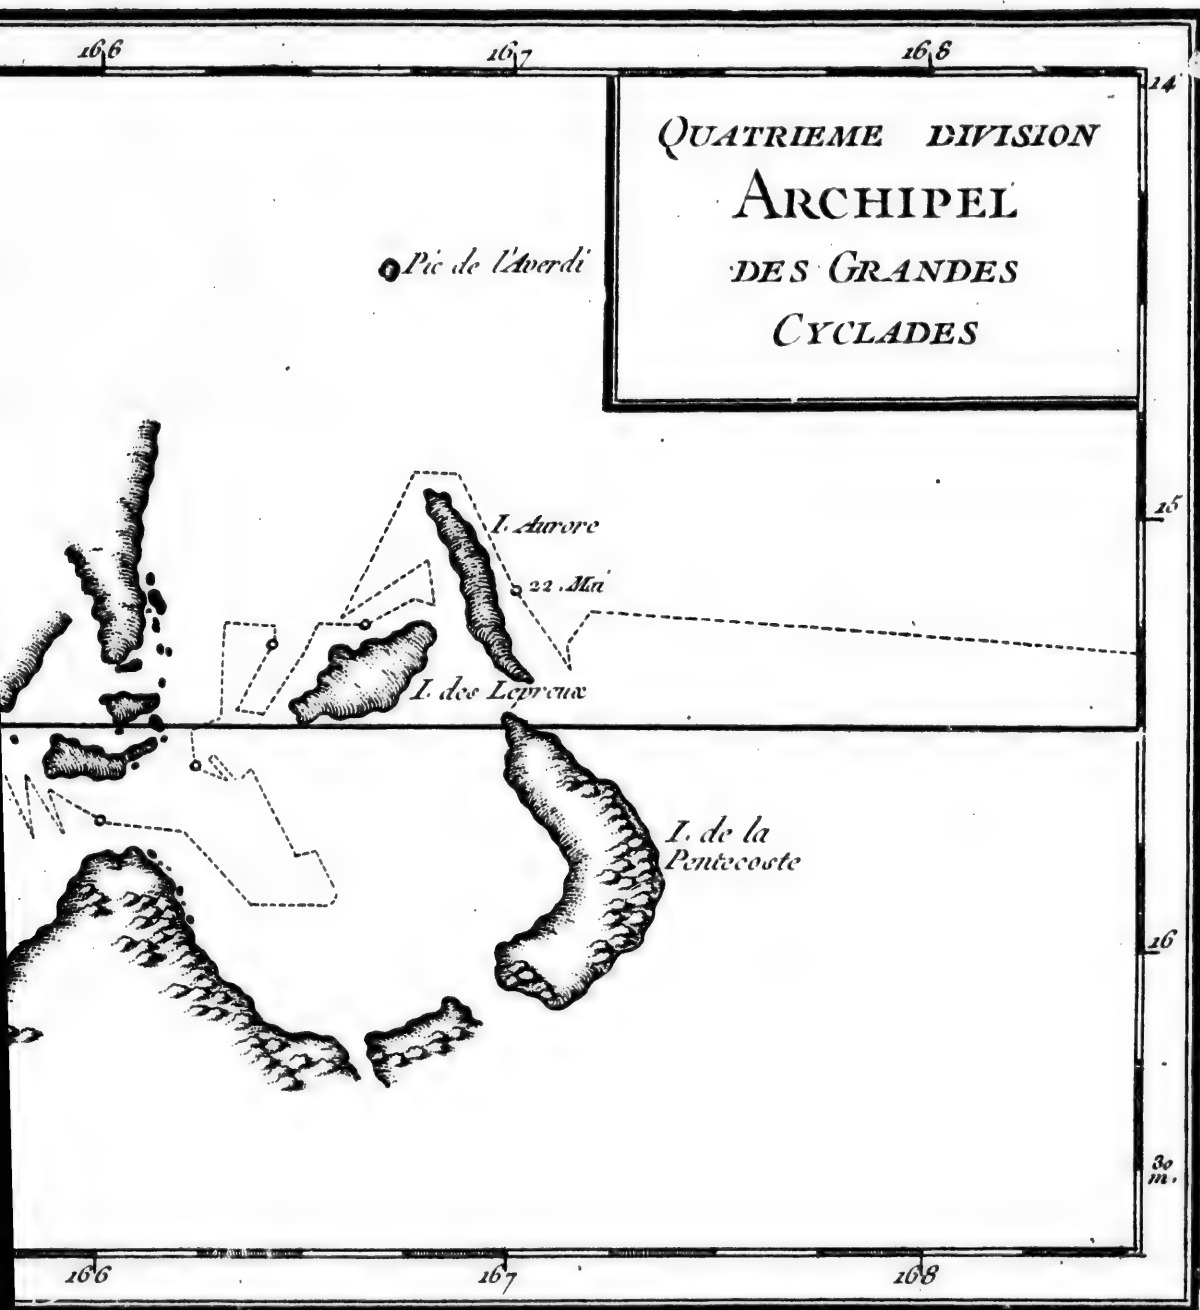 166 167 168
14
QUATRIEME DIVISION
ARCHIPEL
DES GRANDES
CYCLADES
Pic de l'Averdi
15
I. Aurore
22. Mai
I. des Lepreux
I. de la
Pentecoste
16
30
m.
166 167 168